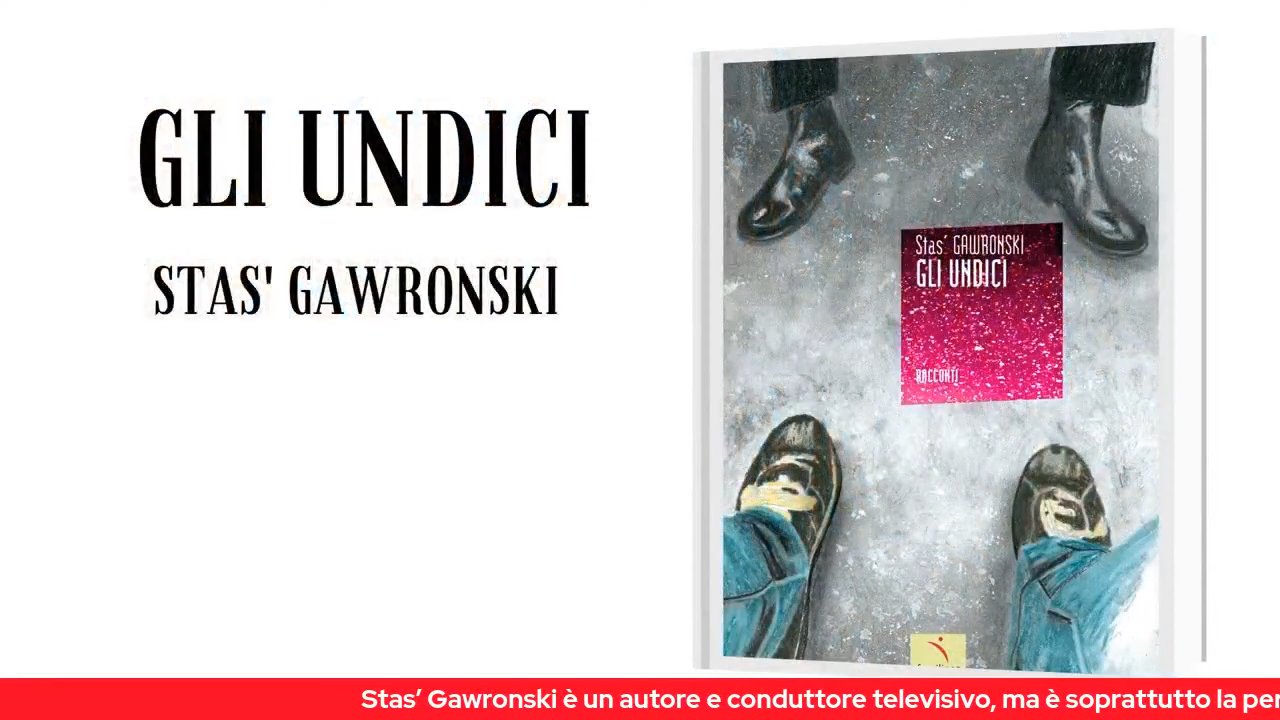 GLI UNDICI
STAS' GAWRONSKI
Stas' GAWRONSKI
GLI UNDICI
RACCONTI
Stas’ Gawronski è un autore e conduttore televisivo, ma è soprattutto la per